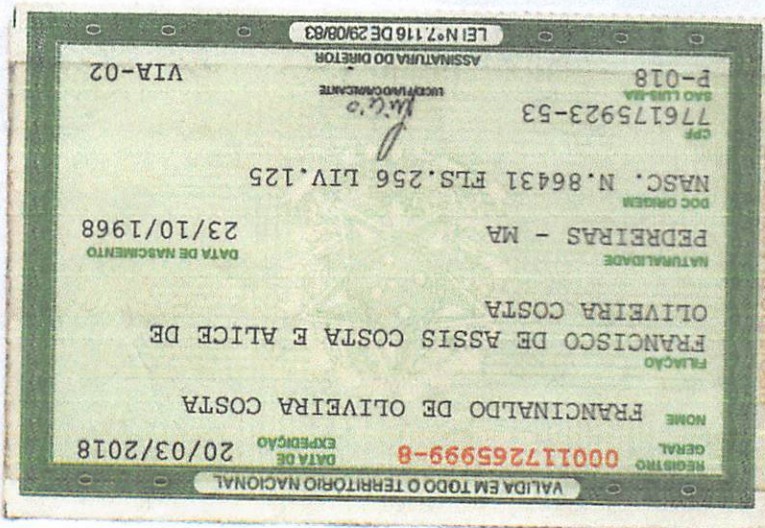 VALIDA EM TODO O TERRITÓRIO NACIONAL
REGISTRO GERAL 000117265999-8 DATA DE EXPEDIÇÃO 20/03/2018
NOME FRANCINALDO DE OLIVEIRA COSTA
FILIAÇÃO
FRANCISCO DE ASSIS COSTA E ALICE DE
OLIVEIRA COSTA
NATURALIDADE DATA DE NASCIMENTO
PEDREIRAS - MA 23/10/1968
DOC ORIGEM
NASC. N.86431 FLS.256 LIV.125
CPF
776175923-53
SAO LUIS-MA
P-018 VIA-02
ASSINATURA DO DIRETOR
LEI Nº 7.116 DE 29/08/83